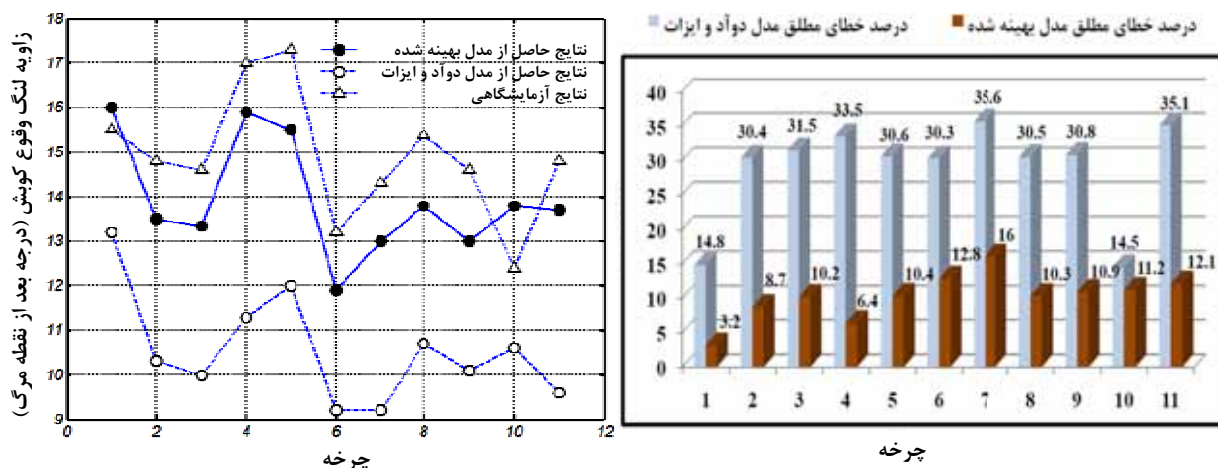 زاویه لنگ وقوع کوبش (درجه بعد از نقطه مرگ)
18
17
16
15
14
13
12
11
10
9
نتایج حاصل از مدل بهینه شده
نتایج حاصل از مدل دوآد و ایزات
نتایج آزمایشگاهی
0 2 4 6 8 10 12
چرخه
درصد خطای مطلق مدل بهینه شده
درصد خطای مطلق مدل دوآد و ایزات
40
35
30
25
20
15
10
5
0
14.8 30.4 31.5 33.5 30.6 30.3 35.6 30.5 30.8 14.5 35.1
3.2 8.7 10.2 6.4 10.4 12.8 16 10.3 10.9 11.2 12.1
1 2 3 4 5 6 7 8 9 10 11
چرخه